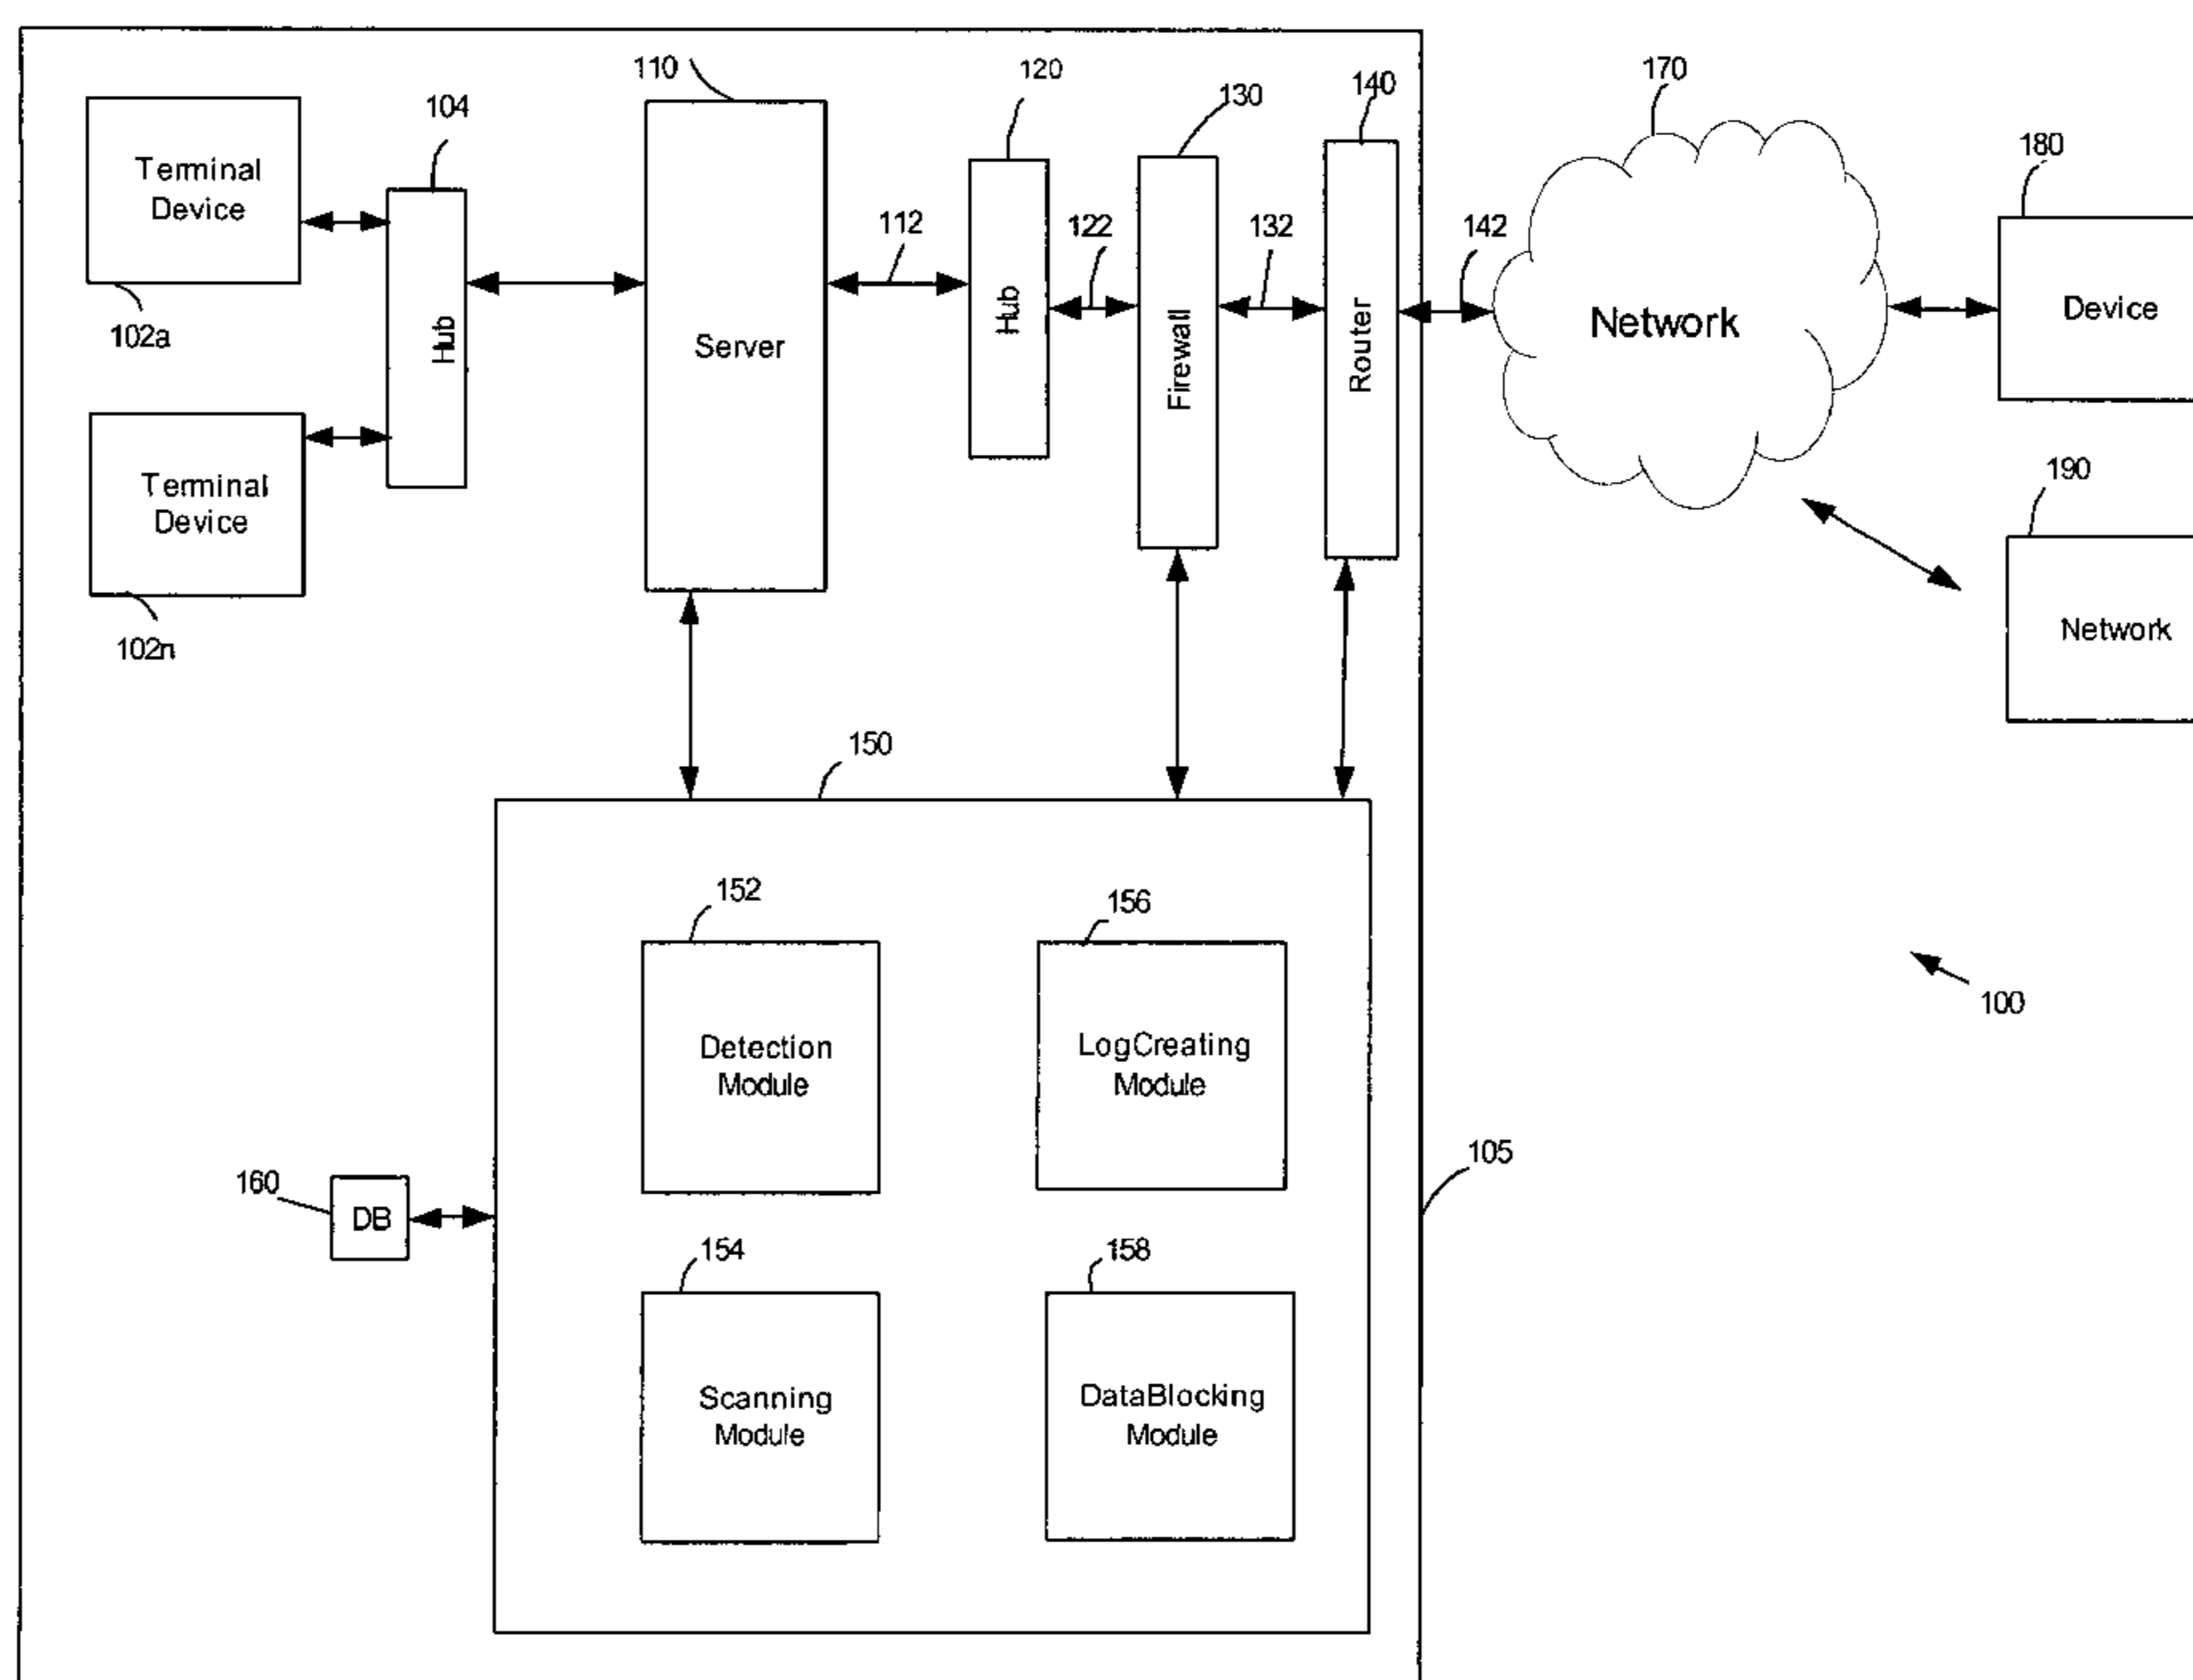 110
120
170
104
130
140
180
Terminal
Device
112
122
132
142
Hub
Server
Hub
Firewall
Router
Network
Device
102a
190
Terminal
Device
102n
Network
150
152
156
100
Detection
Module
LogCreating
Module
105
160
DB
154
158
Scanning
Module
DataBlocking
Module